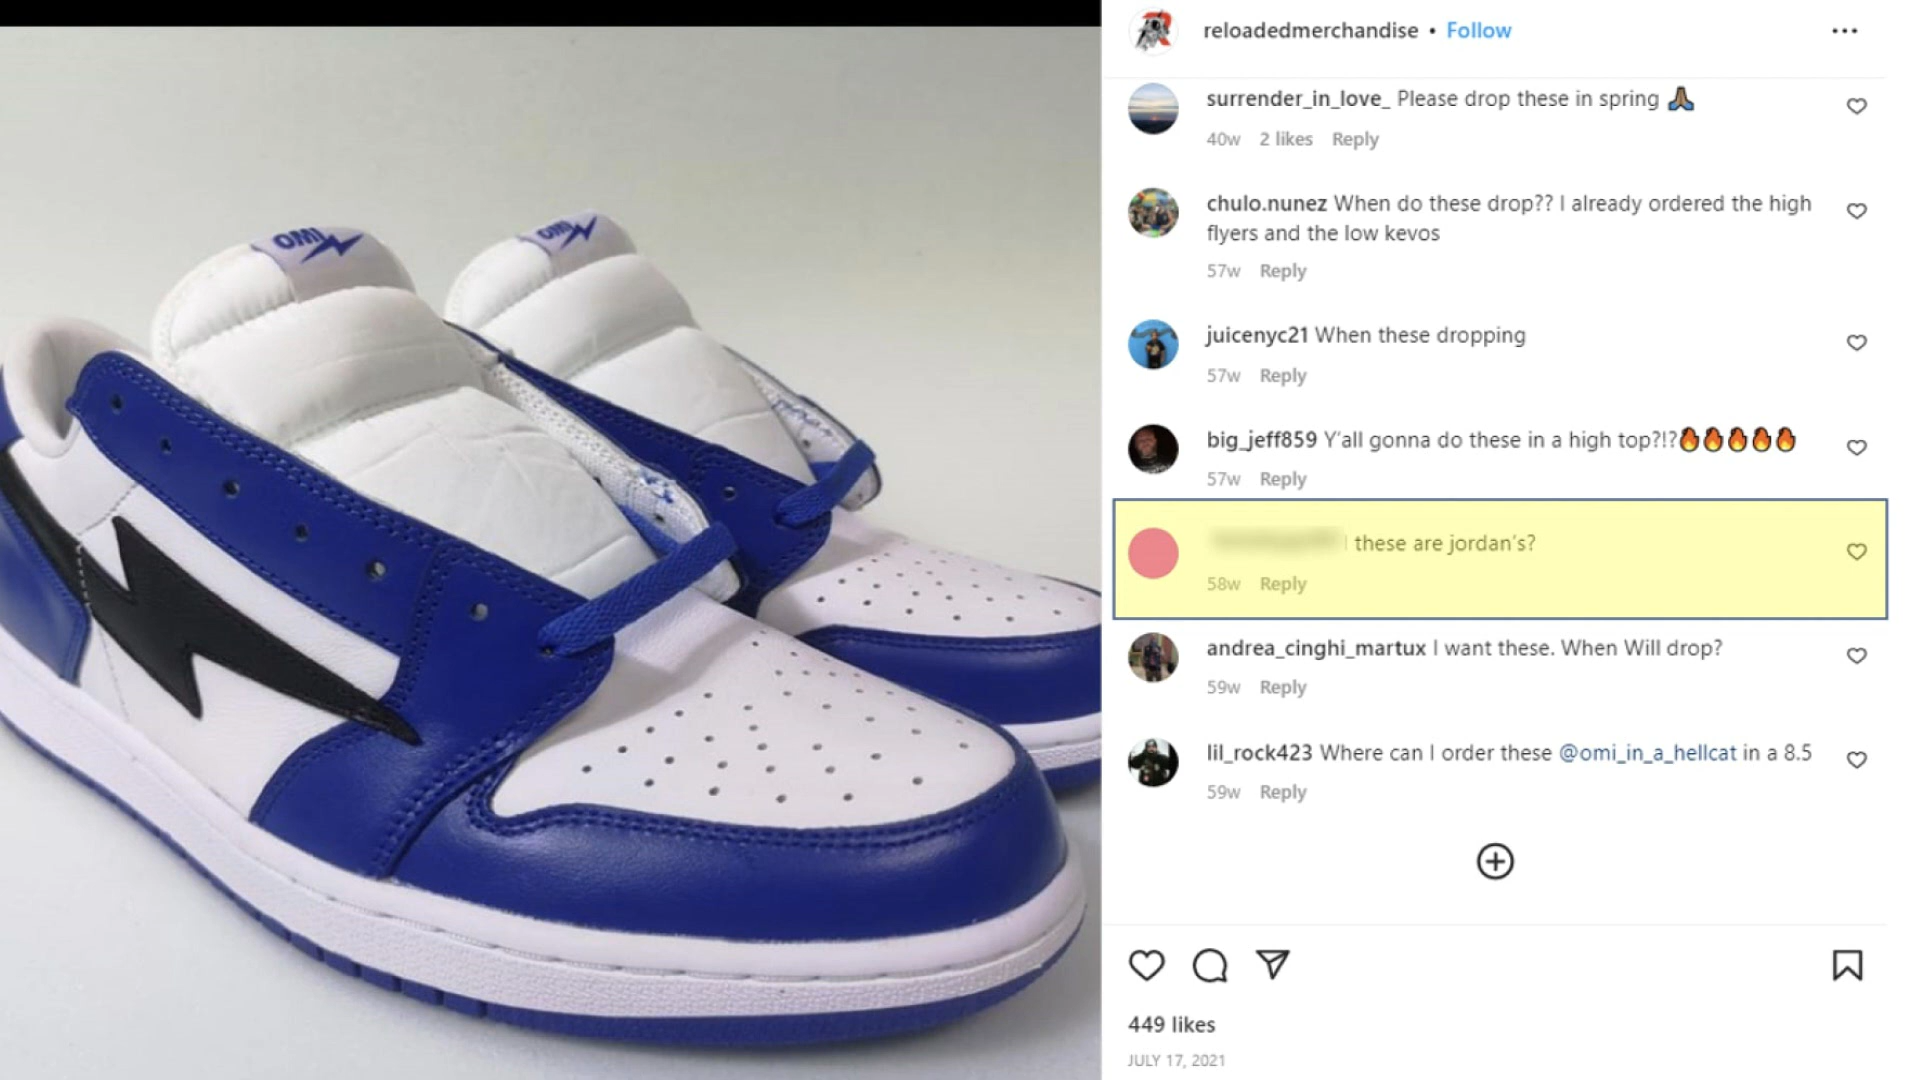 OMI
OMI
reloadedmerchandise • Follow
surrender_in_love_ Please drop these in spring 🙏🏽
40w 2 likes Reply
chulo.nunez When do these drop?? I already ordered the high
flyers and the low kevos
57w Reply
juicenyc21 When these dropping
57w Reply
big_jeff859 Y'all gonna do these in a high top?!?🔥🔥🔥🔥🔥
57w Reply
these are jordan's?
58w Reply
andrea_cinghi_martux I want these. When Will drop?
59w Reply
lil_rock423 Where can I order these @omi_in_a_hellcat in a 8.5
59w Reply
449 likes
JULY 17, 2021